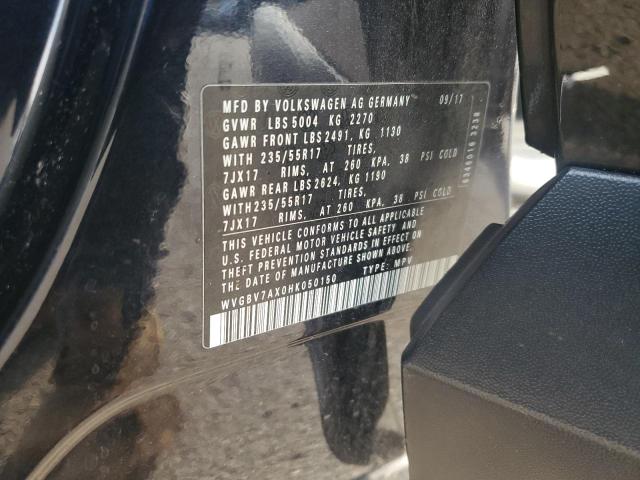 MFD BY VOLKSWAGEN AG GERMANY 09/17
GVWR LBS 5004 KG 2270
GAWR FRONT LBS 2491, KG 1130
WITH 235/55R17 TIRES,
7JX17 RIMS, AT 260 KPA, 38 PSI COLD
GAWR REAR LBS 2624, KG 1190
WITH 235/55R17 TIRES,
7JX17 RIMS, AT 260 KPA, 38 PSI COLD
THIS VEHICLE CONFORMS TO ALL APPLICABLE
U.S. FEDERAL MOTOR VEHICLE SAFETY AND
THEFT PREVENTION STANDARDS IN EFFECT ON
THE DATE OF MANUFACTURE SHOWN ABOVE.
WVGBV7AX0HK050150 TYPE: MPV